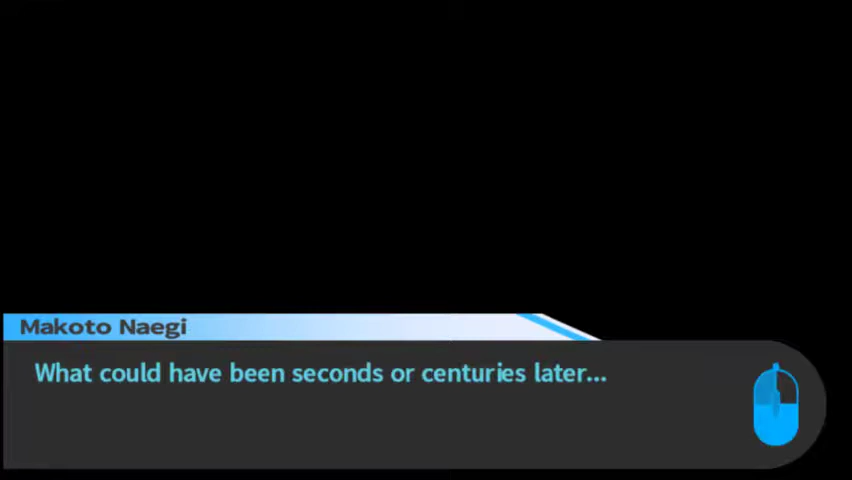 Makoto Naegi
What could have been seconds or centuries later...